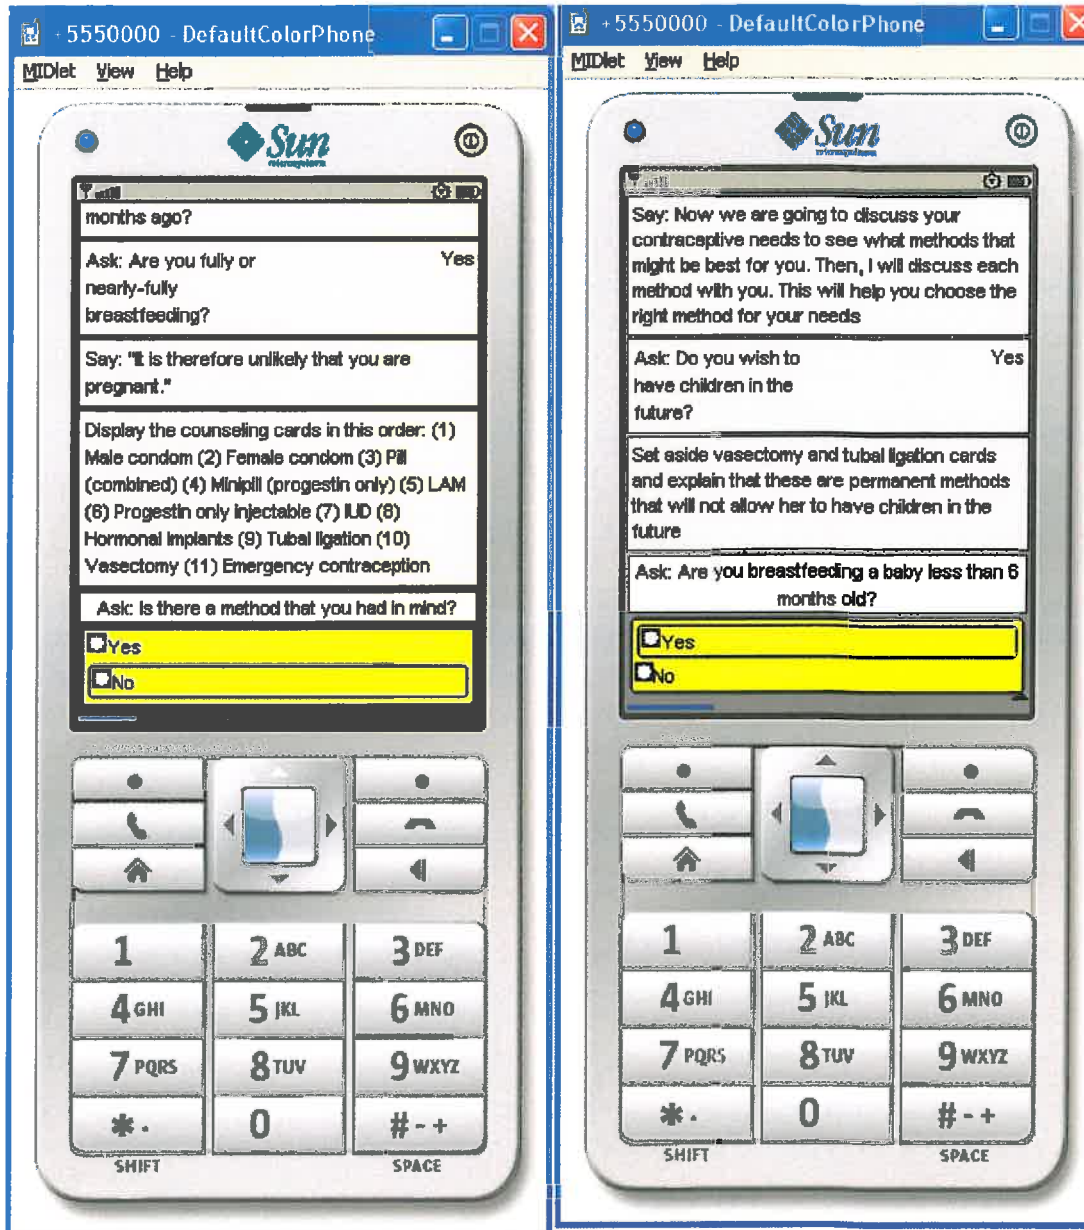 +5550000 - DefaultColorPhone
MIDlet View Help
Sun
microsystems
months ago?
Ask: Are you fully or
nearly-fully
breastfeeding?
Yes
Say: "It is therefore unlikely that you are
pregnant."
Display the counseling cards in this order: (1)
Male condom (2) Female condom (3) Pill
(combined) (4) Minipill (progestin only) (5) LAM
(6) Progestin only injectable (7) IUD (8)
Hormonal implants (9) Tubal ligation (10)
Vasectomy (11) Emergency contraception
Ask: Is there a method that you had in mind?
Yes
No
1 2 ABC 3 DEF
4 GHI 5 JKL 6 MNO
7 PQRS 8 TUV 9 WXYZ
* . 0 # - +
SHIFT SPACE
+5550000 - DefaultColorPhone
MIDlet View Help
Sun
microsystems
Say: Now we are going to discuss your
contraceptive needs to see what methods that
might be best for you. Then, I will discuss each
method with you. This will help you choose the
right method for your needs
Ask: Do you wish to
have children in the
future?
Yes
Set aside vasectomy and tubal ligation cards
and explain that these are permanent methods
that will not allow her to have children in the
future
Ask: Are you breastfeeding a baby less than 6
months old?
Yes
No
1 2 ABC 3 DEF
4 GHI 5 JKL 6 MNO
7 PQRS 8 TUV 9 WXYZ
* . 0 # - +
SHIFT SPACE